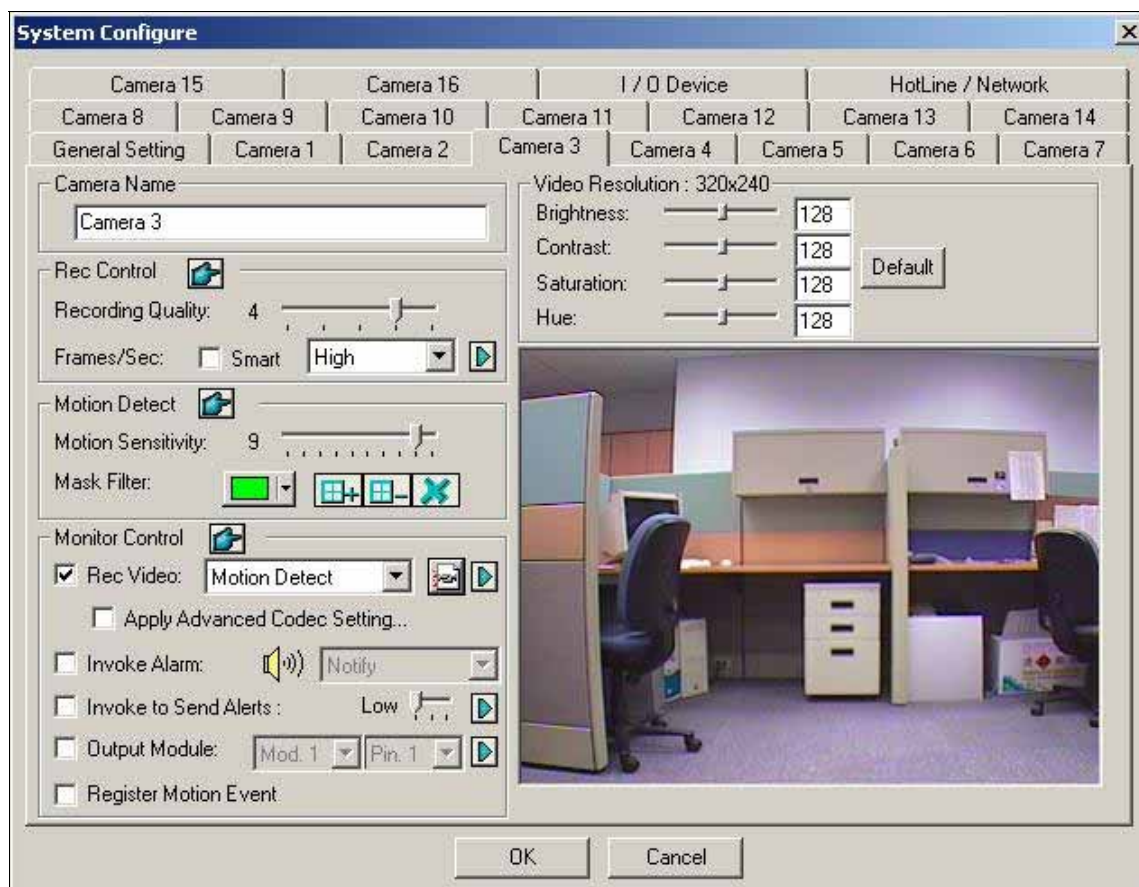 System Configure
Camera 15 Camera 16 I / O Device HotLine / Network
Camera 8 Camera 9 Camera 10 Camera 11 Camera 12 Camera 13 Camera 14
General Setting Camera 1 Camera 2 Camera 3 Camera 4 Camera 5 Camera 6 Camera 7
Camera Name
Camera 3
Rec Control
Recording Quality: 4
Frames/Sec: Smart High
Motion Detect
Motion Sensitivity: 9
Mask Filter:
Monitor Control
Rec Video: Motion Detect
Apply Advanced Codec Setting...
Invoke Alarm: Notify
Invoke to Send Alerts : Low
Output Module: Mod. 1 Pin. 1
Register Motion Event
Video Resolution : 320x240
Brightness: 128
Contrast: 128
Default
Saturation: 128
Hue: 128
OK Cancel